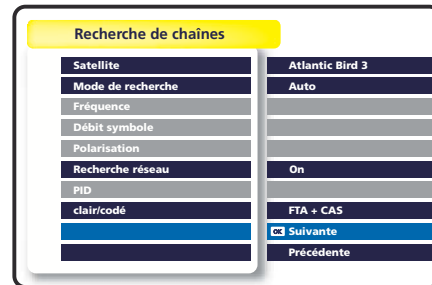 Recherche de chaînes
Satellite Atlantic Bird 3
Mode de recherche Auto
Fréquence
Débit symbole
Polarisation
Recherche réseau On
PID
clair/codé FTA + CAS
OK Suivante
Précédente